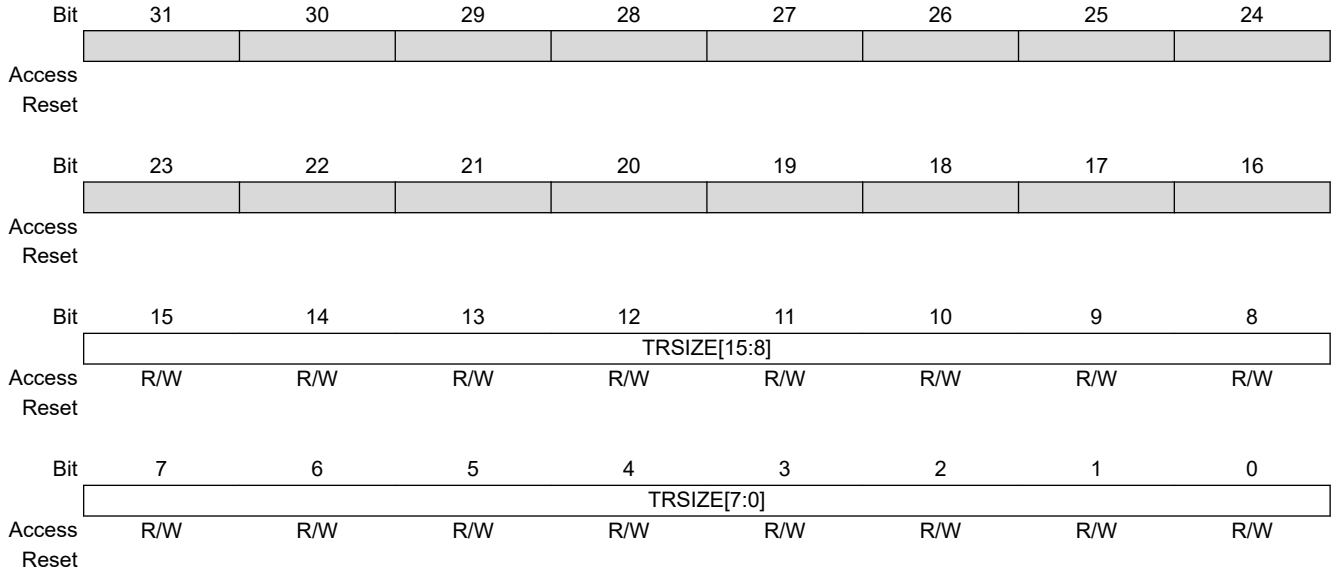 Bit 31 30 29 28 27 26 25 24
Access
Reset
Bit 23 22 21 20 19 18 17 16
Access
Reset
Bit 15 14 13 12 11 10 9 8
TRSIZE[15:8]
Access R/W R/W R/W R/W R/W R/W R/W R/W
Reset
Bit 7 6 5 4 3 2 1 0
TRSIZE[7:0]
Access R/W R/W R/W R/W R/W R/W R/W R/W
Reset